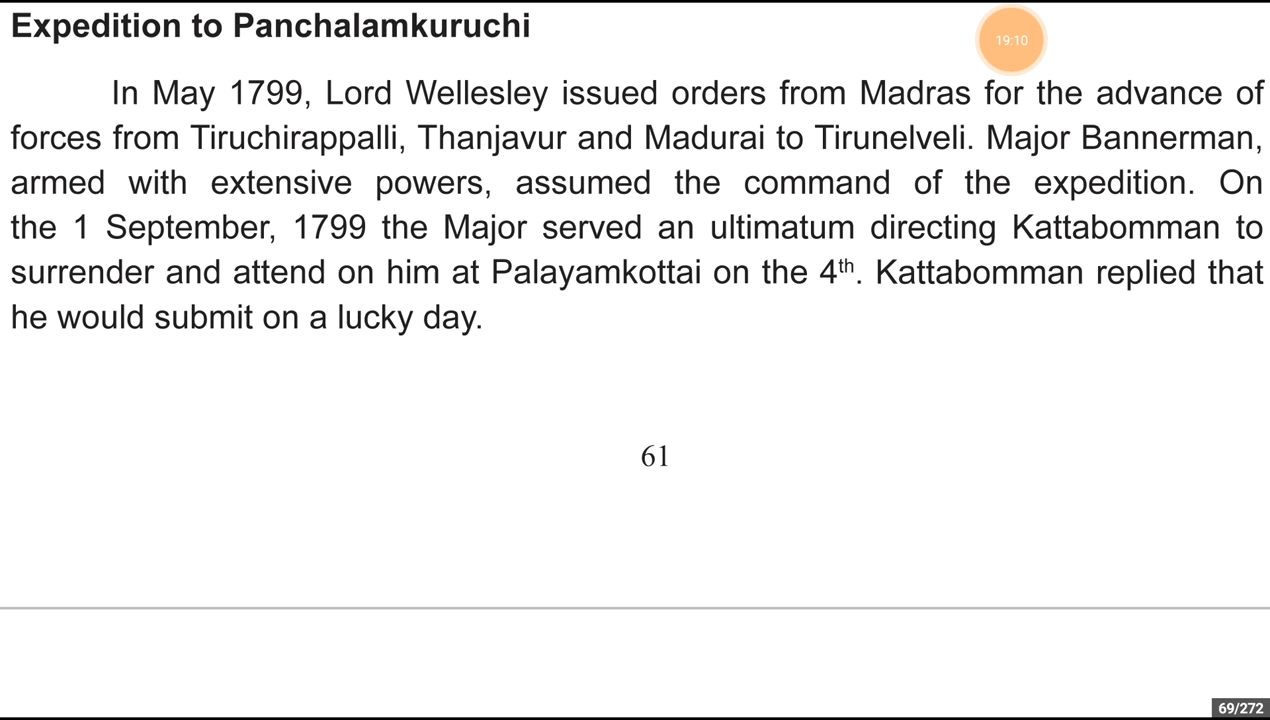 Expedition to Panchalamkuruchi
19:10
In May 1799, Lord Wellesley issued orders from Madras for the advance of
forces from Tiruchirappalli, Thanjavur and Madurai to Tirunelveli. Major Bannerman,
armed with extensive powers, assumed the command of the expedition. On
the 1 September, 1799 the Major served an ultimatum directing Kattabomman to
surrender and attend on him at Palayamkottai on the 4th. Kattabomman replied that
he would submit on a lucky day.
61
69/272